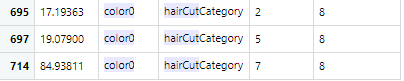 695 17.19363 color0 hairCutCategory 2 8
697 19.07900 color0 hairCutCategory 5 8
714 84.93811 color0 hairCutCategory 7 8